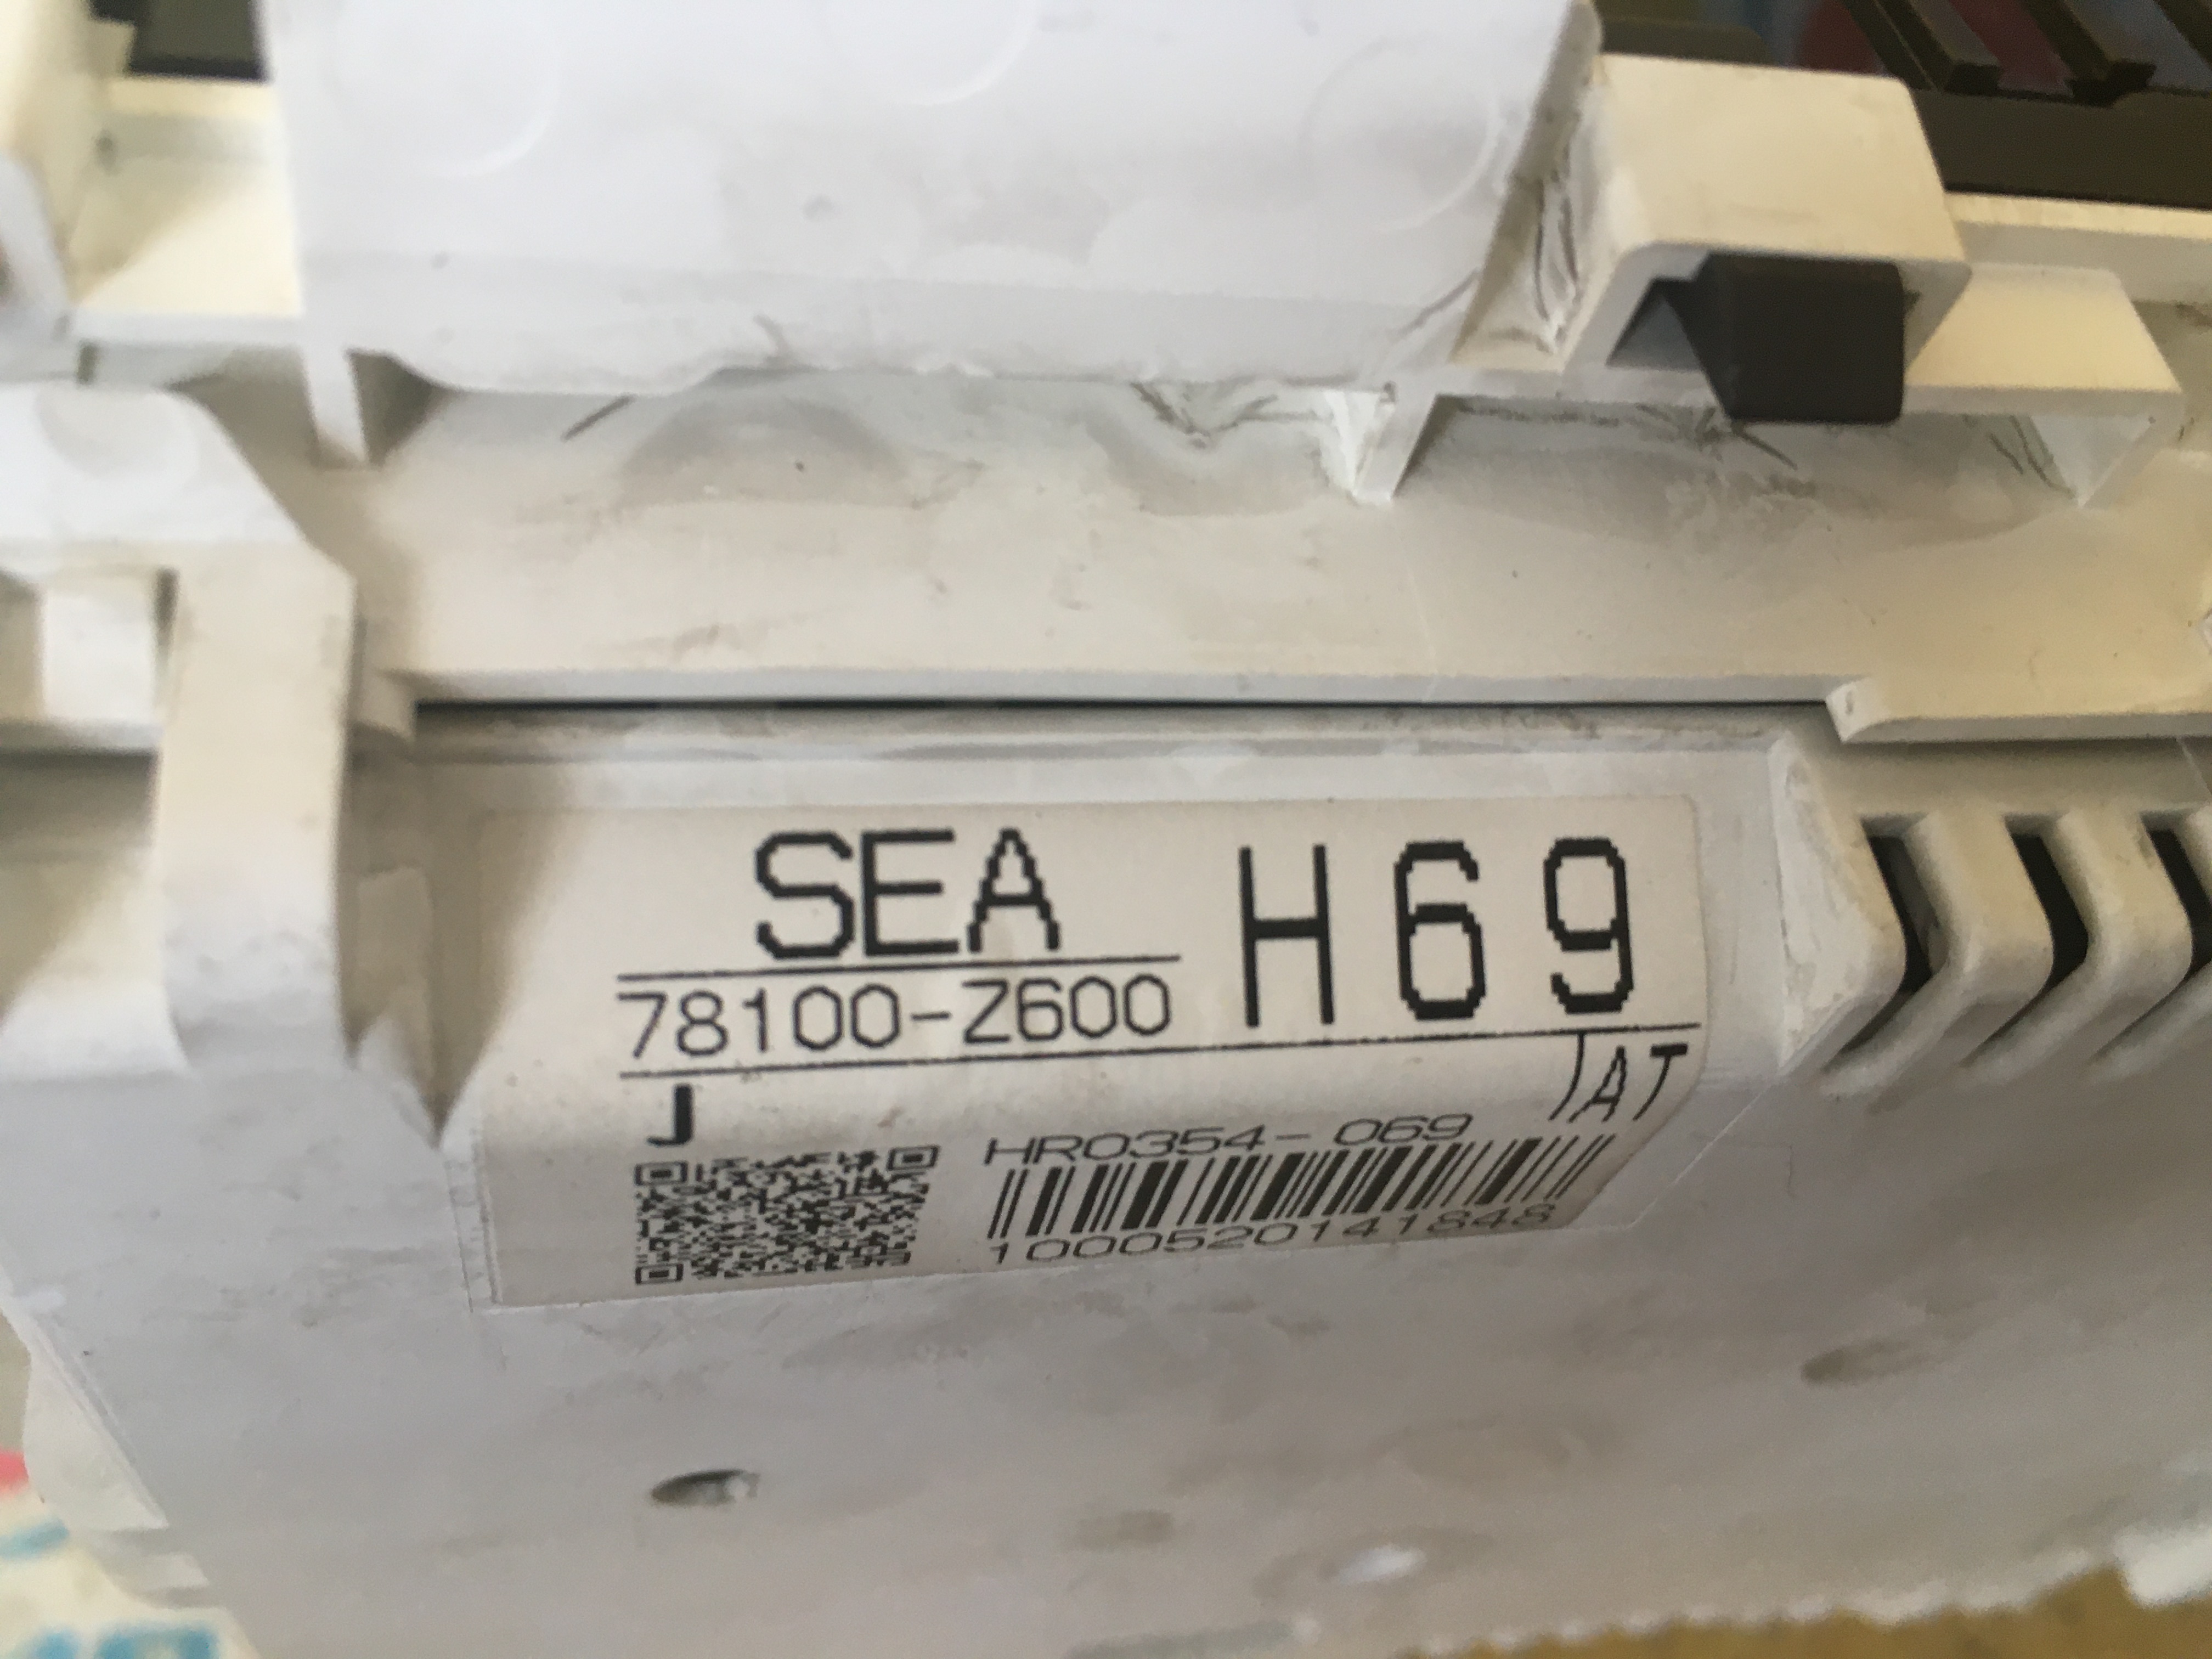 SEA H69
78100-Z600
J /AT
HR0354-069
1000520141848